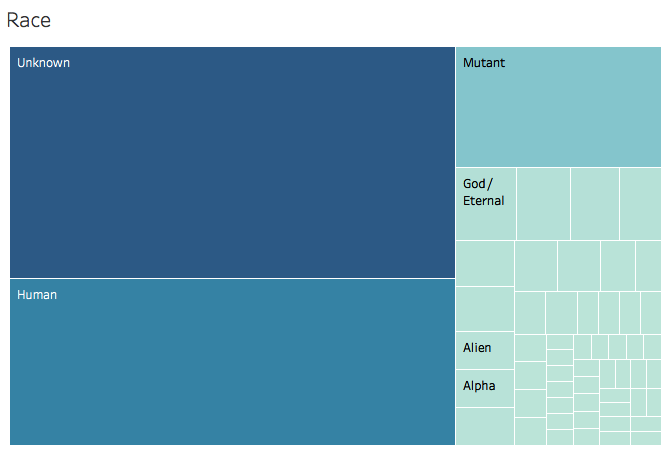 Race
Unknown
Mutant
God /
Eternal
Human
Alien
Alpha